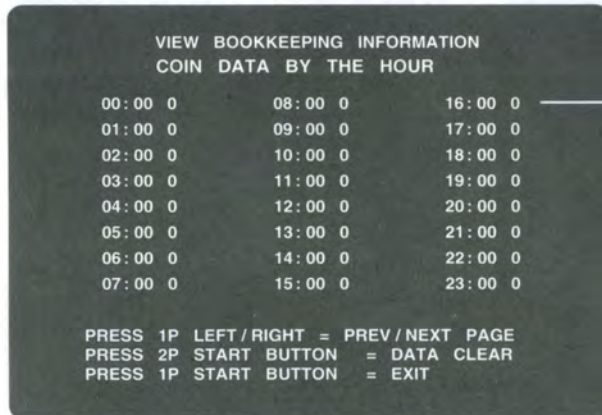 VIEW BOOKKEEPING INFORMATION
COIN DATA BY THE HOUR
00:00 0 08:00 0 16:00 0
01:00 0 09:00 0 17:00 0
02:00 0 10:00 0 18:00 0
03:00 0 11:00 0 19:00 0
04:00 0 12:00 0 20:00 0
05:00 0 13:00 0 21:00 0
06:00 0 14:00 0 22:00 0
07:00 0 15:00 0 23:00 0
PRESS 1P LEFT/RIGHT = PREV/NEXT PAGE
PRESS 2P START BUTTON = DATA CLEAR
PRESS 1P START BUTTON = EXIT